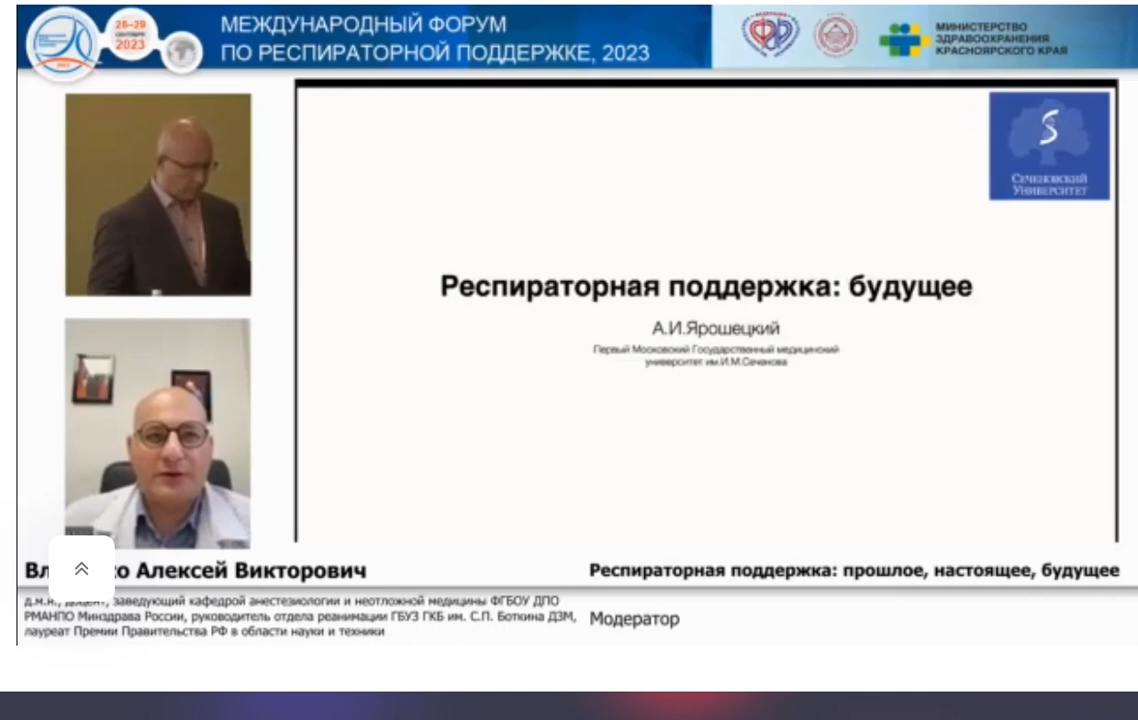 26–29
СЕНТЯБРЯ
2023
МЕЖДУНАРОДНЫЙ ФОРУМ
ПО РЕСПИРАТОРНОЙ ПОДДЕРЖКЕ, 2023
МИНИСТЕРСТВО
ЗДРАВООХРАНЕНИЯ
КРАСНОЯРСКОГО КРАЯ
СЕЧЕНОВСКИЙ
УНИВЕРСИТЕТ
Респираторная поддержка: будущее
А.И.Ярошецкий
Первый Московский Государственный медицинский
университет им.И.М.Сеченова
Алексей Викторович
Респираторная поддержка: прошлое, настоящее, будущее
д.м.н., доцент, заведующий кафедрой анестезиологии и неотложной медицины ФГБОУ ДПО
РМАНПО Минздрава России, руководитель отдела реанимации ГБУЗ ГКБ им. С.П. Боткина ДЗМ,
лауреат Премии Правительства РФ в области науки и техники
Модератор